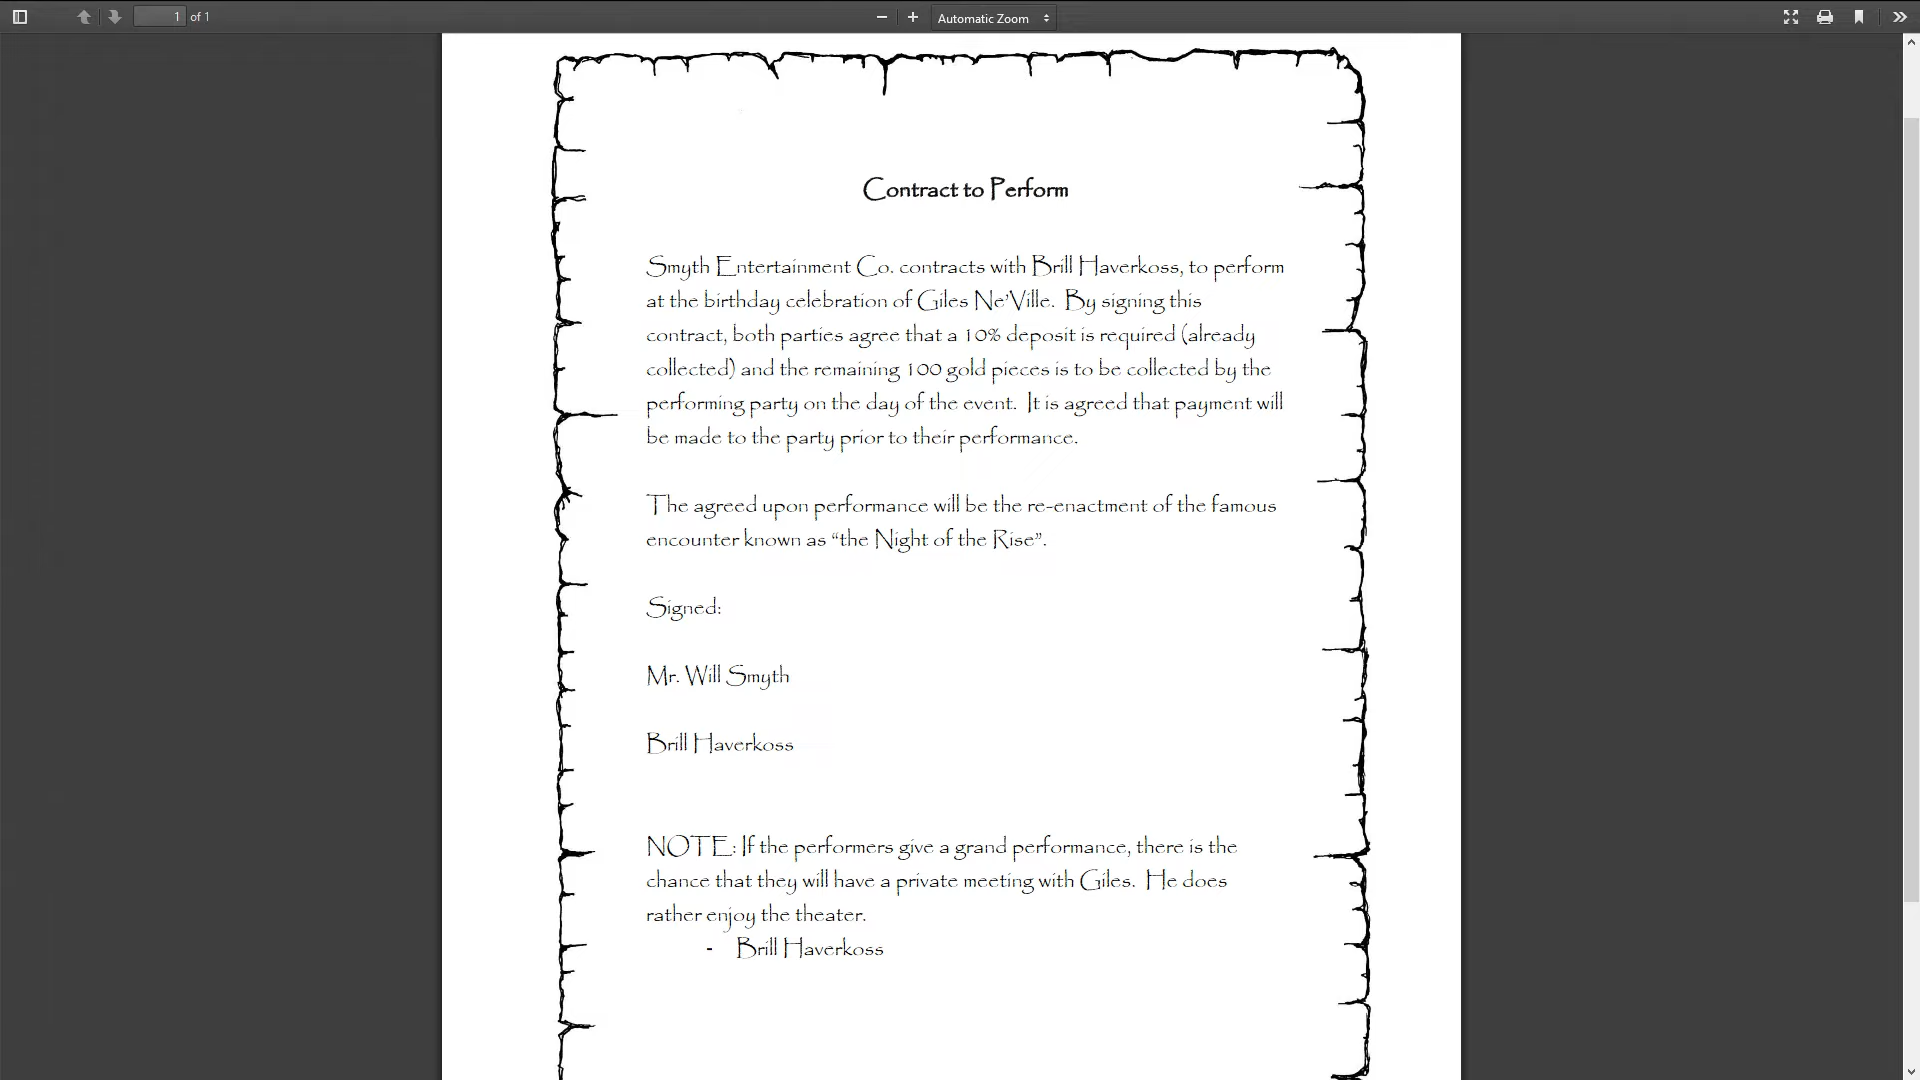 1 of 1
Automatic Zoom
Contract to Perform
Smyth Entertainment Co. contracts with Brill Haverkoss, to perform
at the birthday celebration of Giles Ne'Ville. By signing this
contract, both parties agree that a 10% deposit is required (already
collected) and the remaining 100 gold pieces is to be collected by the
performing party on the day of the event. It is agreed that payment will
be made to the party prior to their performance.
The agreed upon performance will be the re-enactment of the famous
encounter known as “the Night of the Rise”.
Signed:
Mr. Will Smyth
Brill Haverkoss
NOTE: If the performers give a grand performance, there is the
chance that they will have a private meeting with Giles. He does
rather enjoy the theater.
- Brill Haverkoss